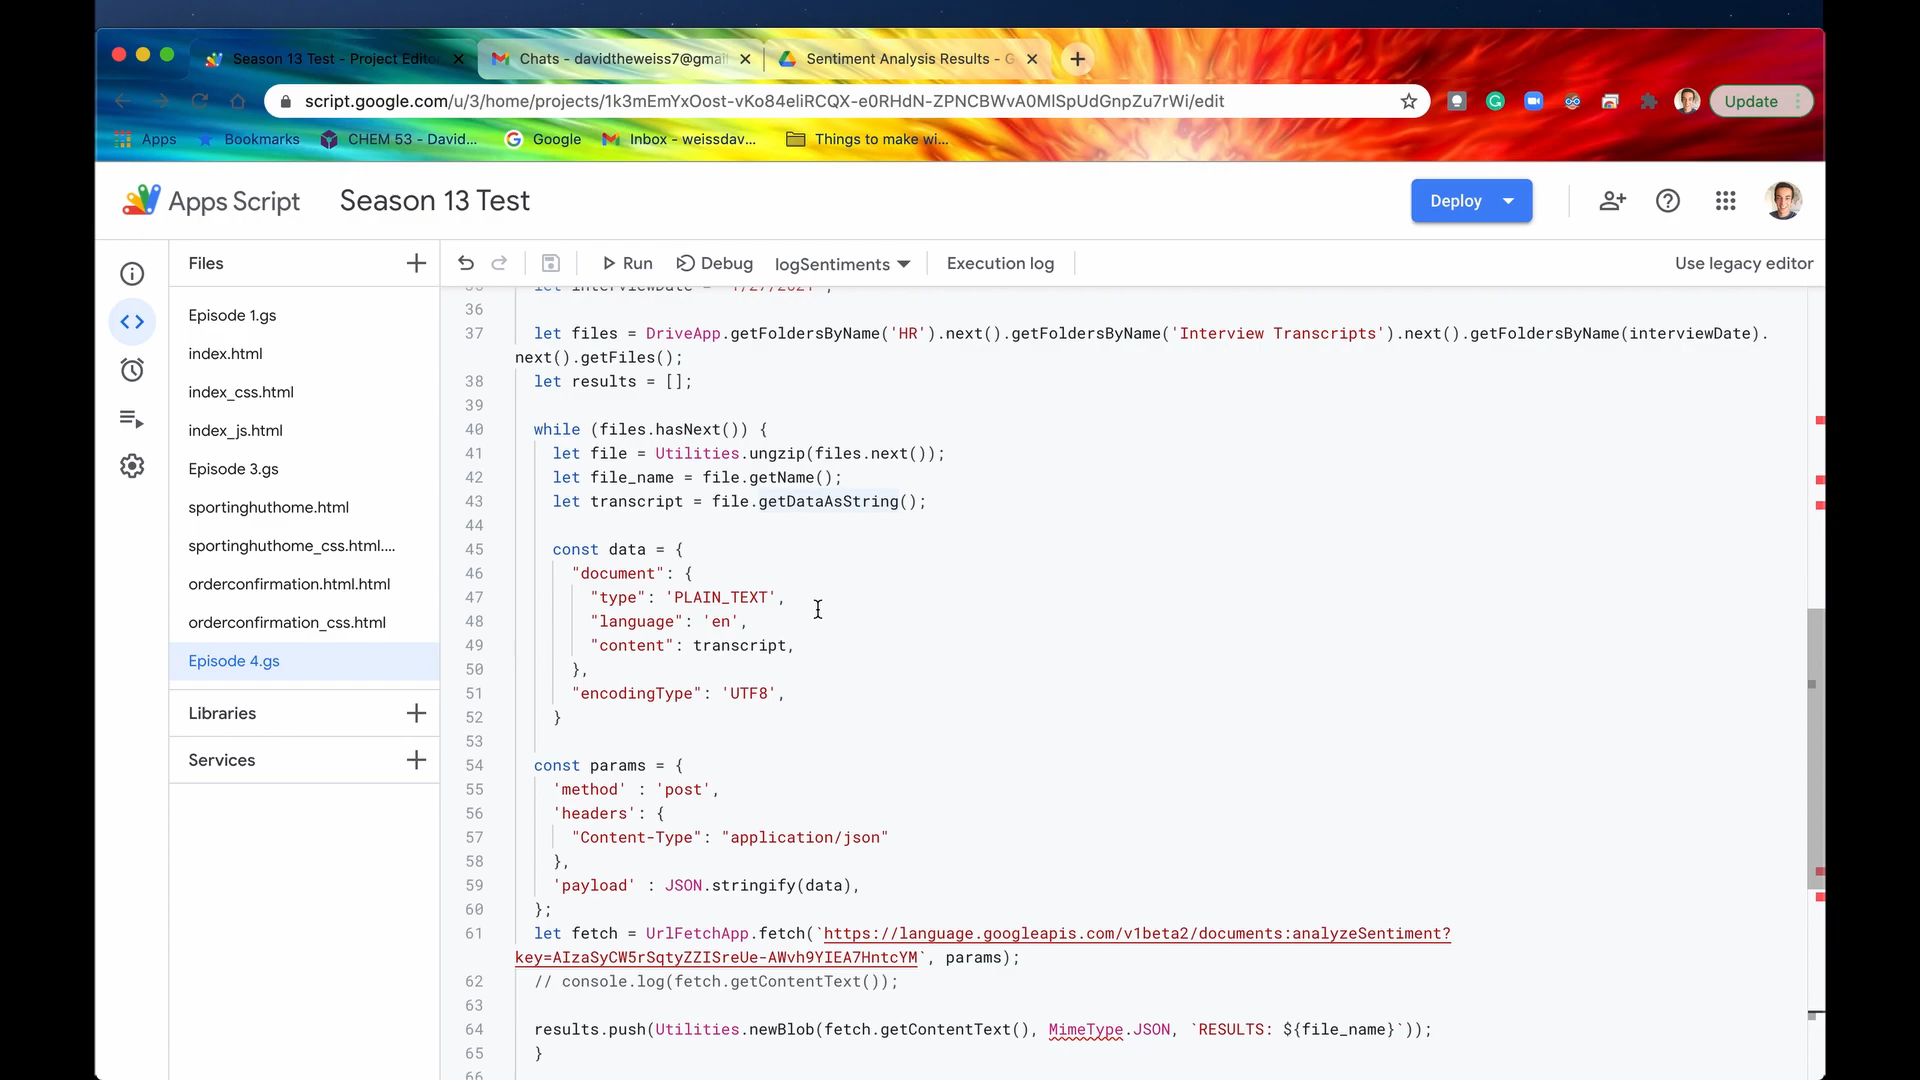 Season 13 Test - Project Edito
Chats - davidtheweiss7@gmai
Sentiment Analysis Results - G
script.google.com/u/3/home/projects/1k3mEmYxOost-vKo84eliRCQX-e0RHdN-ZPNCBWvA0MlSpUdGnpZu7rWi/edit
Update
Apps
Bookmarks
CHEM 53 - David...
Google
Inbox - weissdav...
Things to make wi...
Apps Script
Season 13 Test
Deploy
Files
Run
Debug
logSentiments
Execution log
Use legacy editor
Episode 1.gs
index.html
index_css.html
index_js.html
Episode 3.gs
sportinghuthome.html
sportinghuthome_css.html....
orderconfirmation.html.html
orderconfirmation_css.html
Episode 4.gs
Libraries
Services
35 let interviewDate = "1/27/2021";
36
37 let files = DriveApp.getFoldersByName('HR').next().getFoldersByName('Interview Transcripts').next().getFoldersByName(interviewDate).
next().getFiles();
38 let results = [];
39
40 while (files.hasNext()) {
41 let file = Utilities.ungzip(files.next());
42 let file_name = file.getName();
43 let transcript = file.getDataAsString();
44
45 const data = {
46 "document": {
47 "type": 'PLAIN_TEXT',
48 "language": 'en',
49 "content": transcript,
50 },
51 "encodingType": 'UTF8',
52 }
53
54 const params = {
55 'method' : 'post',
56 'headers': {
57 "Content-Type": "application/json"
58 },
59 'payload' : JSON.stringify(data),
60 };
61 let fetch = UrlFetchApp.fetch(`https://language.googleapis.com/v1beta2/documents:analyzeSentiment?
key=AIzaSyCW5rSqtyZZISreUe-AWvh9YIEA7HntcYM`, params);
62 // console.log(fetch.getContentText());
63
64 results.push(Utilities.newBlob(fetch.getContentText(), MimeType.JSON, `RESULTS: ${file_name}`));
65 }
66